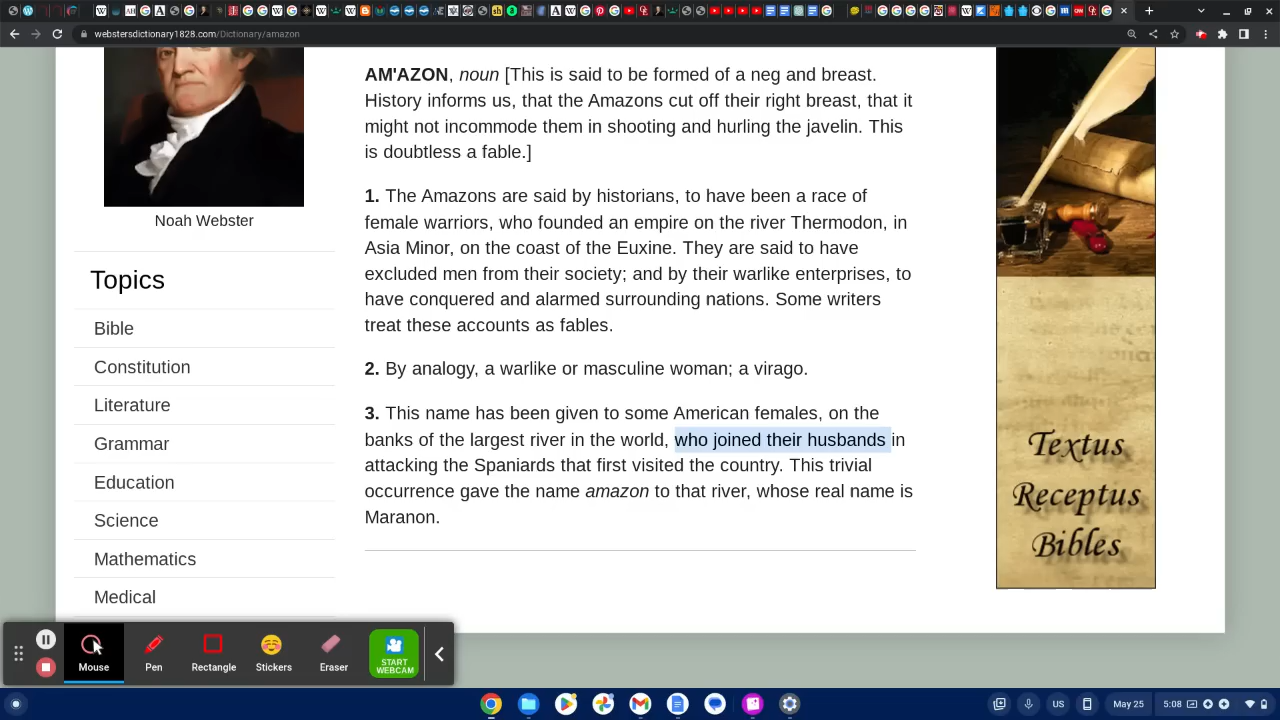 webstersdictionary1828.com/Dictionary/amazon
AM'AZON, noun [This is said to be formed of a neg and breast.
History informs us, that the Amazons cut off their right breast, that it
might not incommode them in shooting and hurling the javelin. This
is doubtless a fable.]
1. The Amazons are said by historians, to have been a race of
female warriors, who founded an empire on the river Thermodon, in
Asia Minor, on the coast of the Euxine. They are said to have
excluded men from their society; and by their warlike enterprises, to
have conquered and alarmed surrounding nations. Some writers
treat these accounts as fables.
2. By analogy, a warlike or masculine woman; a virago.
3. This name has been given to some American females, on the
banks of the largest river in the world, who joined their husbands in
attacking the Spaniards that first visited the country. This trivial
occurrence gave the name amazon to that river, whose real name is
Maranon.
Noah Webster
Topics
Bible
Constitution
Literature
Grammar
Education
Science
Mathematics
Medical
Textus
Receptus
Bibles
Mouse
Pen
Rectangle
Stickers
Eraser
START
WEBCAM
US
May 25
5:08